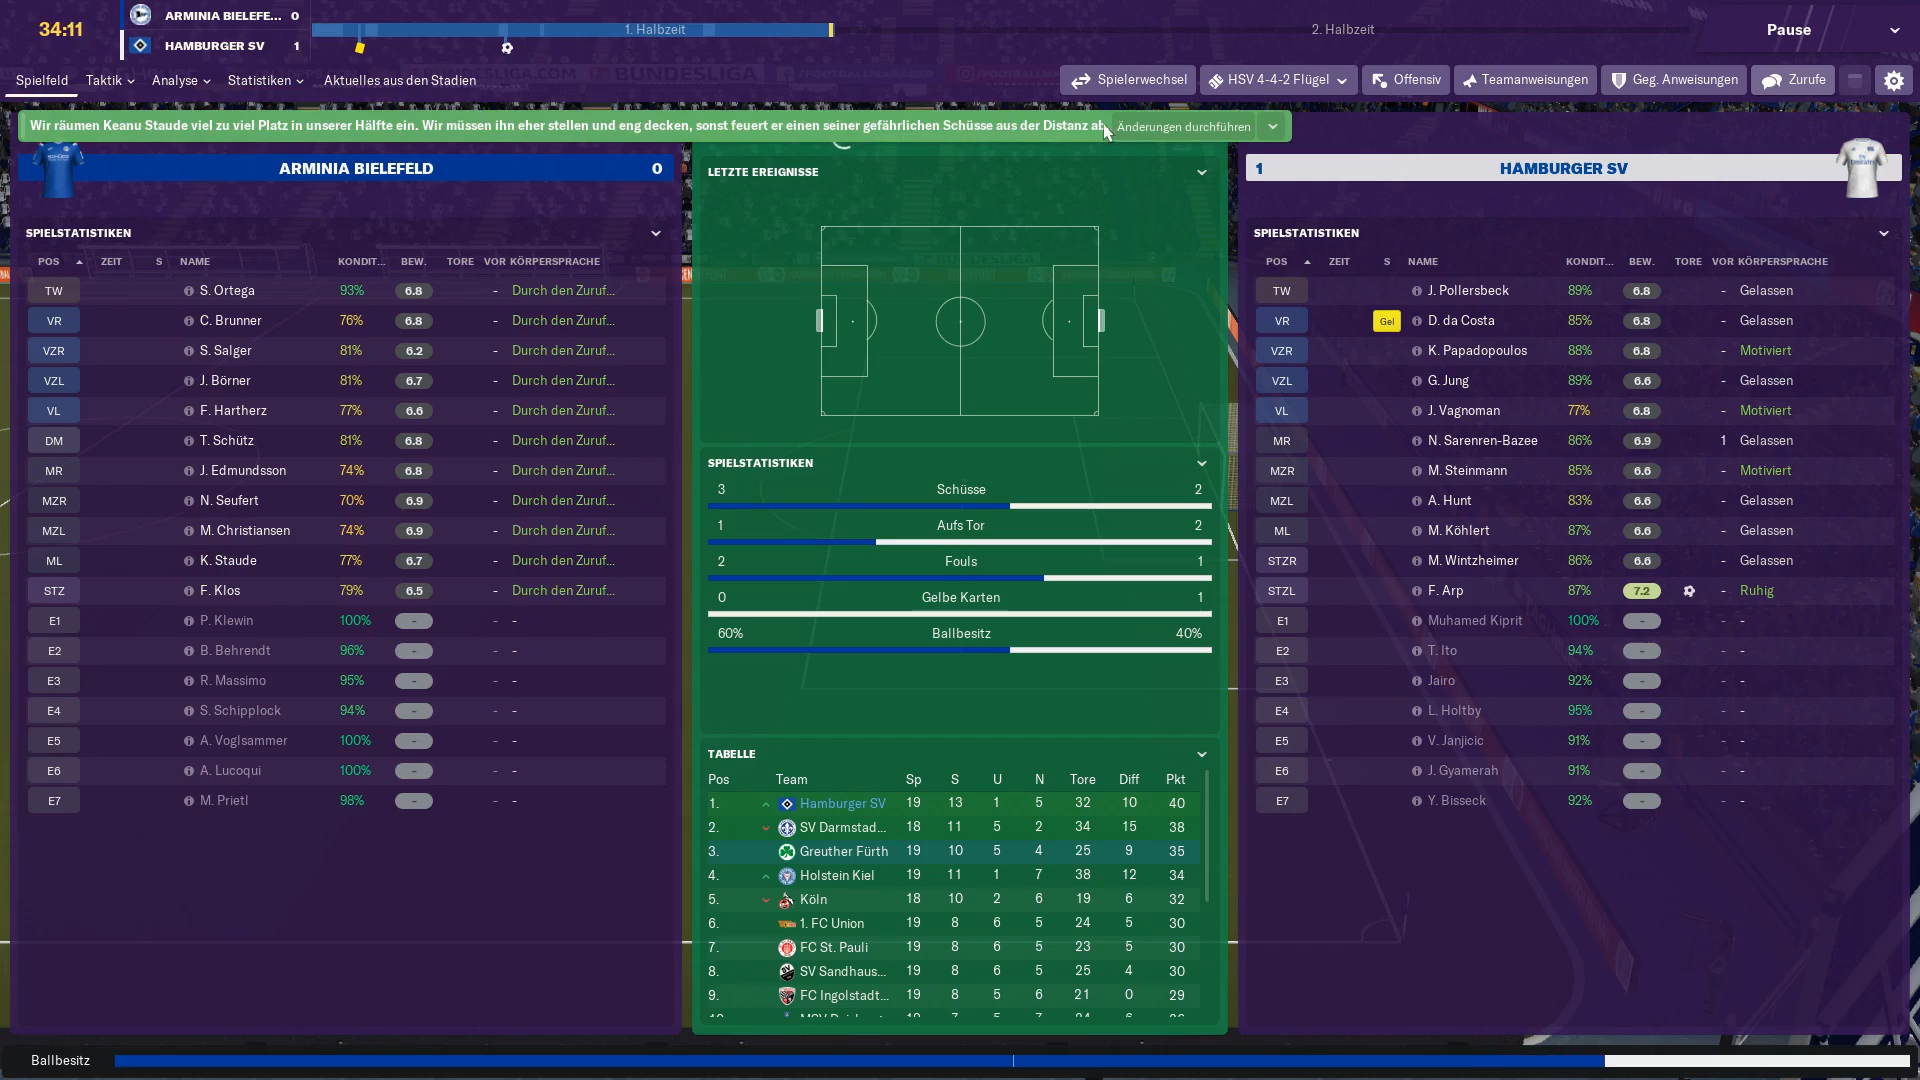 34:11
ARMINIA BIELEFE... 0
HAMBURGER SV 1
1. Halbzeit
2. Halbzeit
Pause
Spielfeld Taktik Analyse Statistiken Aktuelles aus den Stadien
Spielerwechsel HSV 4-4-2 Flügel Offensiv Teamanweisungen Geg. Anweisungen Zurufe
Wir räumen Keanu Staude viel zu viel Platz in unserer Hälfte ein. Wir müssen ihn eher stellen und eng decken, sonst feuert er einen seiner gefährlichen Schüsse aus der Distanz ab. Änderungen durchführen
ARMINIA BIELEFELD 0
SPIELSTATISTIKEN
POS ZEIT S NAME KONDIT... BEW. TORE VOR KÖRPERSPRACHE
TW S. Ortega 93% 6.8 - Durch den Zuruf...
VR C. Brunner 76% 6.8 - Durch den Zuruf...
VZR S. Salger 81% 6.2 - Durch den Zuruf...
VZL J. Börner 81% 6.7 - Durch den Zuruf...
VL F. Hartherz 77% 6.6 - Durch den Zuruf...
DM T. Schütz 81% 6.8 - Durch den Zuruf...
MR J. Edmundsson 74% 6.8 - Durch den Zuruf...
MZR N. Seufert 70% 6.9 - Durch den Zuruf...
MZL M. Christiansen 74% 6.9 - Durch den Zuruf...
ML K. Staude 77% 6.7 - Durch den Zuruf...
STZ F. Klos 79% 6.5 - Durch den Zuruf...
E1 P. Klewin 100% - - -
E2 B. Behrendt 96% - - -
E3 R. Massimo 95% - - -
E4 S. Schipplock 94% - - -
E5 A. Voglsammer 100% - - -
E6 A. Lucoqui 100% - - -
E7 M. Prietl 98% - - -
LETZTE EREIGNISSE
SPIELSTATISTIKEN
3 Schüsse 2
1 Aufs Tor 2
2 Fouls 1
0 Gelbe Karten 1
60% Ballbesitz 40%
TABELLE
Pos Team Sp S U N Tore Diff Pkt
1. Hamburger SV 19 13 1 5 32 10 40
2. SV Darmstad... 18 11 5 2 34 15 38
3. Greuther Fürth 19 10 5 4 25 9 35
4. Holstein Kiel 19 11 1 7 38 12 34
5. Köln 18 10 2 6 19 6 32
6. 1. FC Union 19 8 6 5 24 5 30
7. FC St. Pauli 19 8 6 5 23 5 30
8. SV Sandhaus... 19 8 6 5 25 4 30
9. FC Ingolstadt... 19 8 5 6 21 0 29
1 HAMBURGER SV
SPIELSTATISTIKEN
POS ZEIT S NAME KONDIT... BEW. TORE VOR KÖRPERSPRACHE
TW J. Pollersbeck 89% 6.8 - Gelassen
VR Gel D. da Costa 85% 6.8 - Gelassen
VZR K. Papadopoulos 88% 6.8 - Motiviert
VZL G. Jung 89% 6.6 - Gelassen
VL J. Vagnoman 77% 6.8 - Motiviert
MR N. Sarenren-Bazee 86% 6.9 1 Gelassen
MZR M. Steinmann 85% 6.6 - Motiviert
MZL A. Hunt 83% 6.6 - Gelassen
ML M. Köhlert 87% 6.6 - Gelassen
STZR M. Wintzheimer 86% 6.6 - Gelassen
STZL F. Arp 87% 7.2 - Ruhig
E1 Muhamed Kiprit 100% - - -
E2 T. Ito 94% - - -
E3 Jairo 92% - - -
E4 L. Holtby 95% - - -
E5 V. Janjicic 91% - - -
E6 J. Gyamerah 91% - - -
E7 Y. Bisseck 92% - - -
Ballbesitz